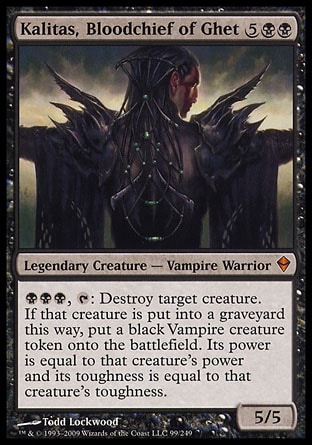 Kalitas, Bloodchief of Ghet 5
Legendary Creature — Vampire Warrior
: Destroy target creature.
If that creature is put into a graveyard
this way, put a black Vampire creature
token onto the battlefield. Its power
is equal to that creature's power
and its toughness is equal to that
creature's toughness.
Todd Lockwood
5/5
™ & © 1993–2009 Wizards of the Coast LLC 99/249